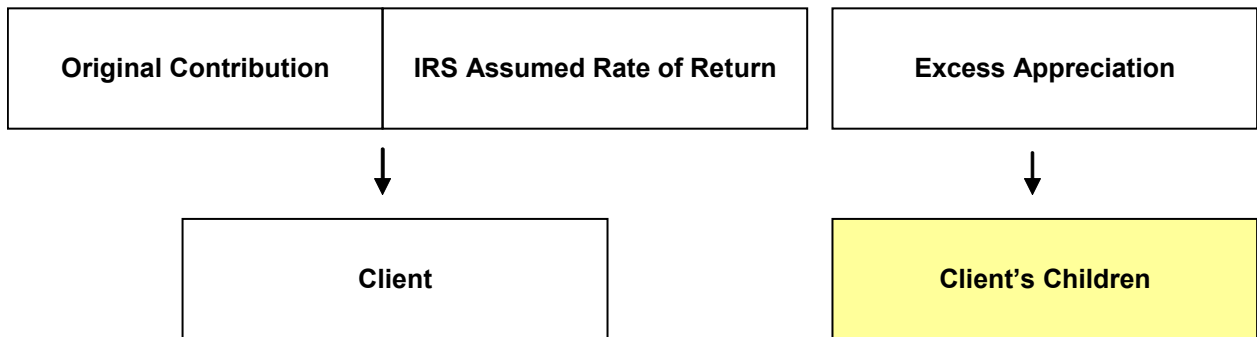 Original Contribution
IRS Assumed Rate of Return
Excess Appreciation
Client
Client's Children